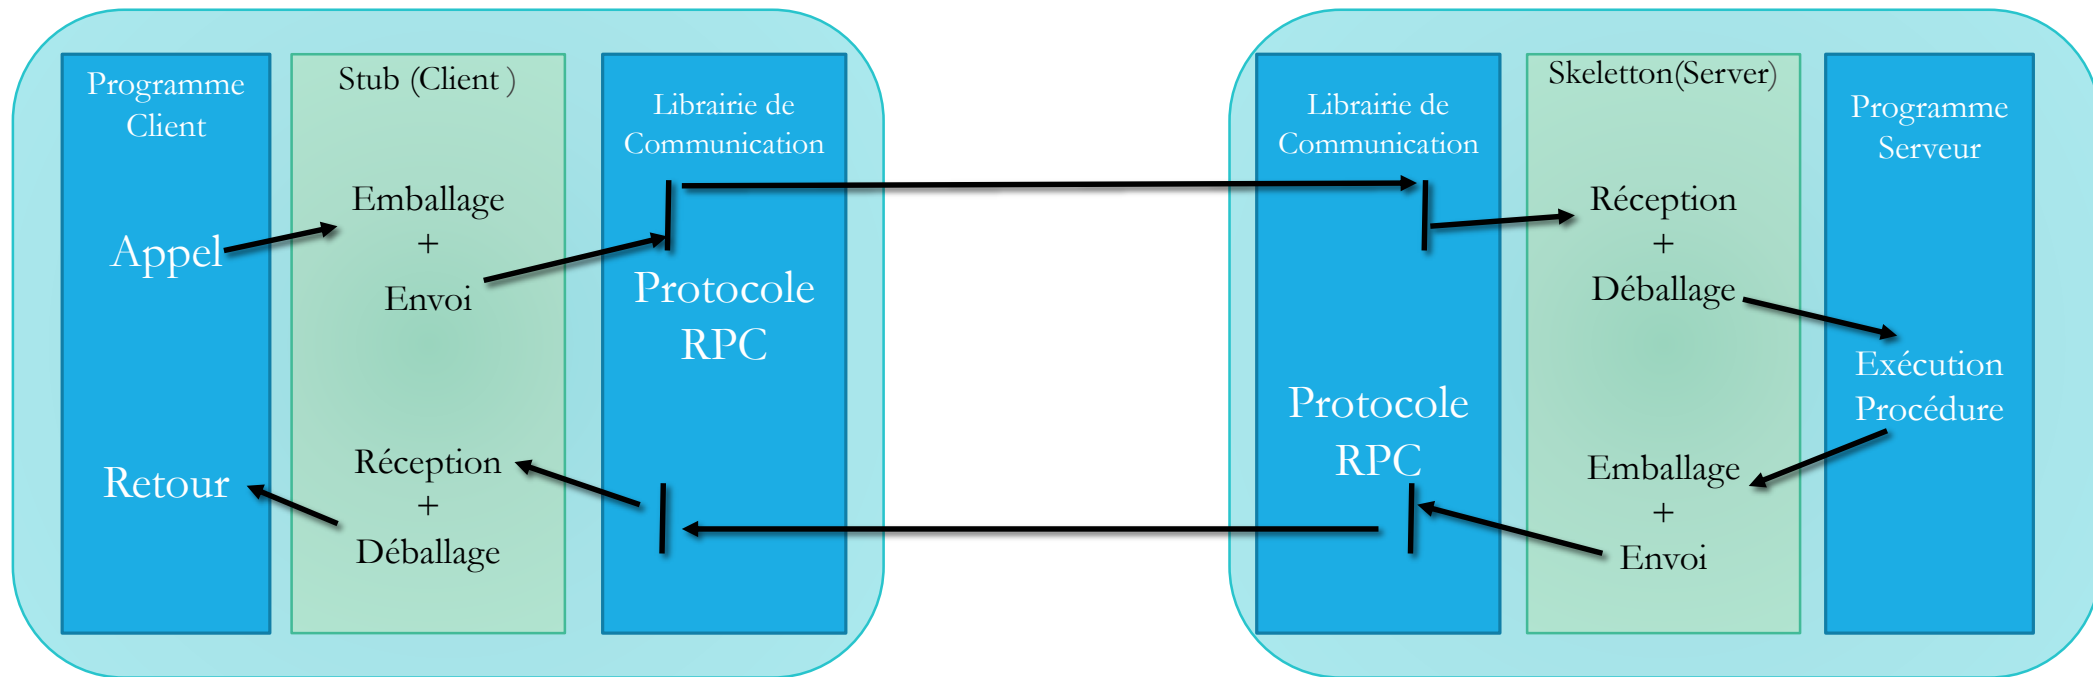 Programme
Client
Appel
Retour
Stub (Client )
Emballage
+
Envoi
Réception
+
Déballage
Librairie de
Communication
Protocole
RPC
Librairie de
Communication
Protocole
RPC
Skeletton(Server)
Réception
+
Déballage
Emballage
+
Envoi
Programme
Serveur
Exécution
Procédure